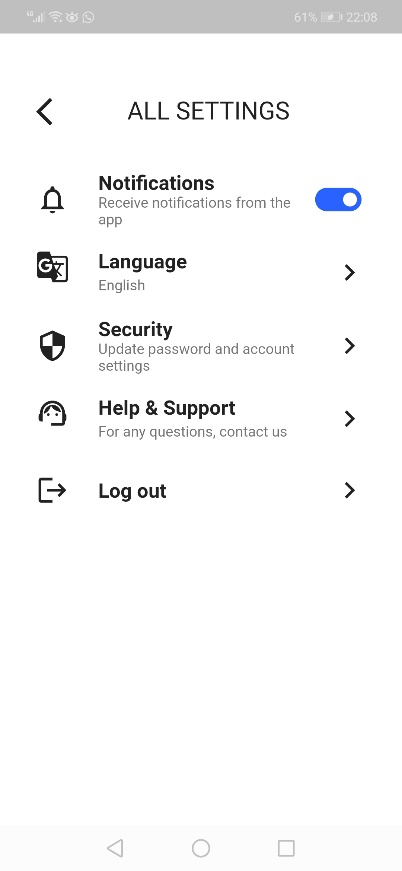 61% 22:08
ALL SETTINGS
Notifications
Receive notifications from the
app
Language
English
Security
Update password and account
settings
Help & Support
For any questions, contact us
Log out